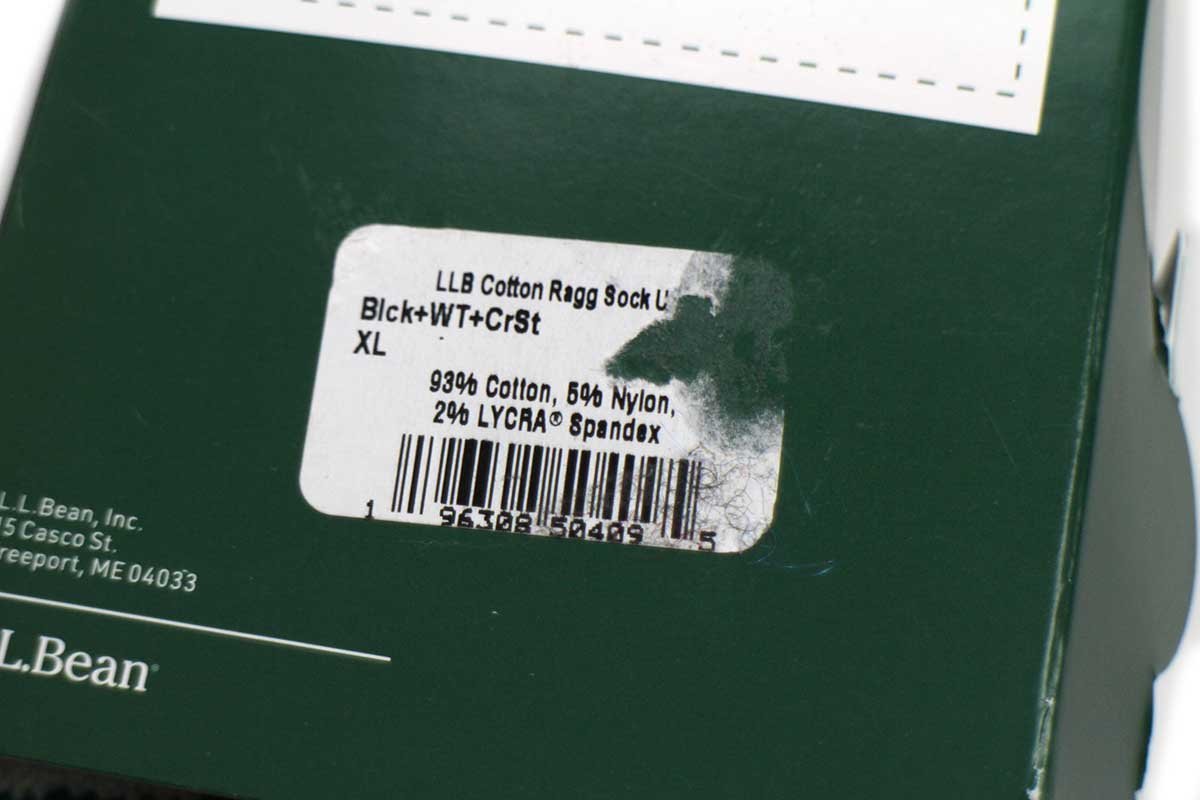 LLB Cotton Ragg Sock U
Blck+WT+CrSt
XL
93% Cotton, 5% Nylon,
2% LYCRA® Spandex
1 96308 50409 5
L.L.Bean, Inc.
15 Casco St.
reeport, ME 04033
L.Bean